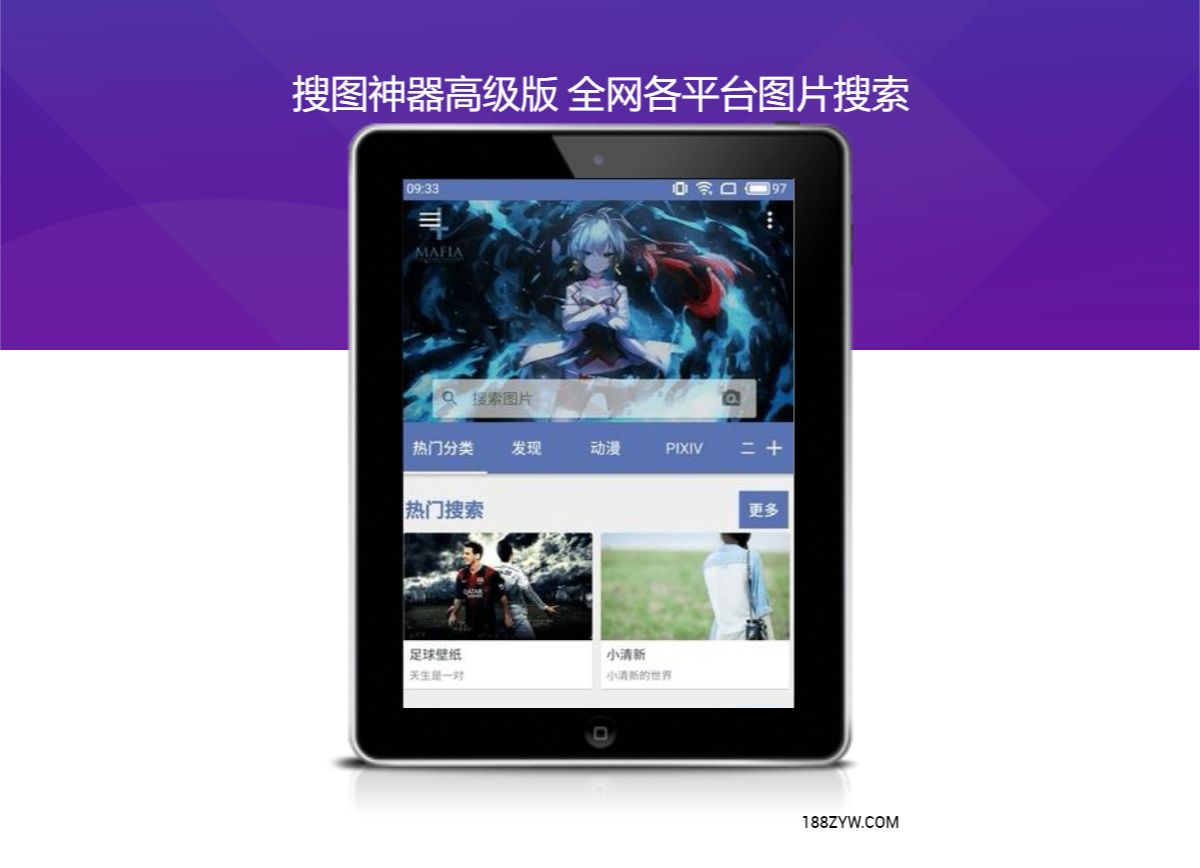 搜图神器高级版 全网各平台图片搜索
09:33
97
MAFIA
搜索图片
热门分类 发现 动漫 PIXIV 二
热门搜索
更多
QATAR
足球壁纸
天生是一对
小清新
小清新的世界
188ZYW.COM